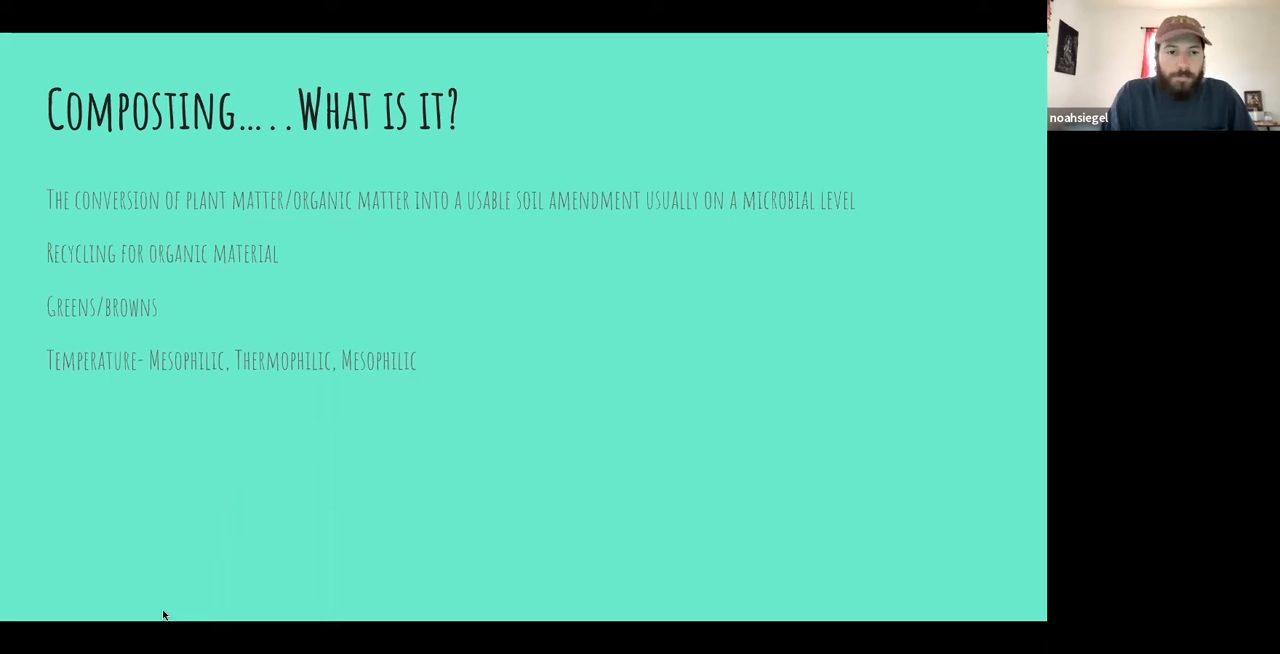 Composting.....What is it?
The conversion of plant matter/organic matter into a usable soil amendment usually on a microbial level
Recycling for organic material
Greens/browns
Temperature- Mesophilic, Thermophilic, Mesophilic
noahsiegel